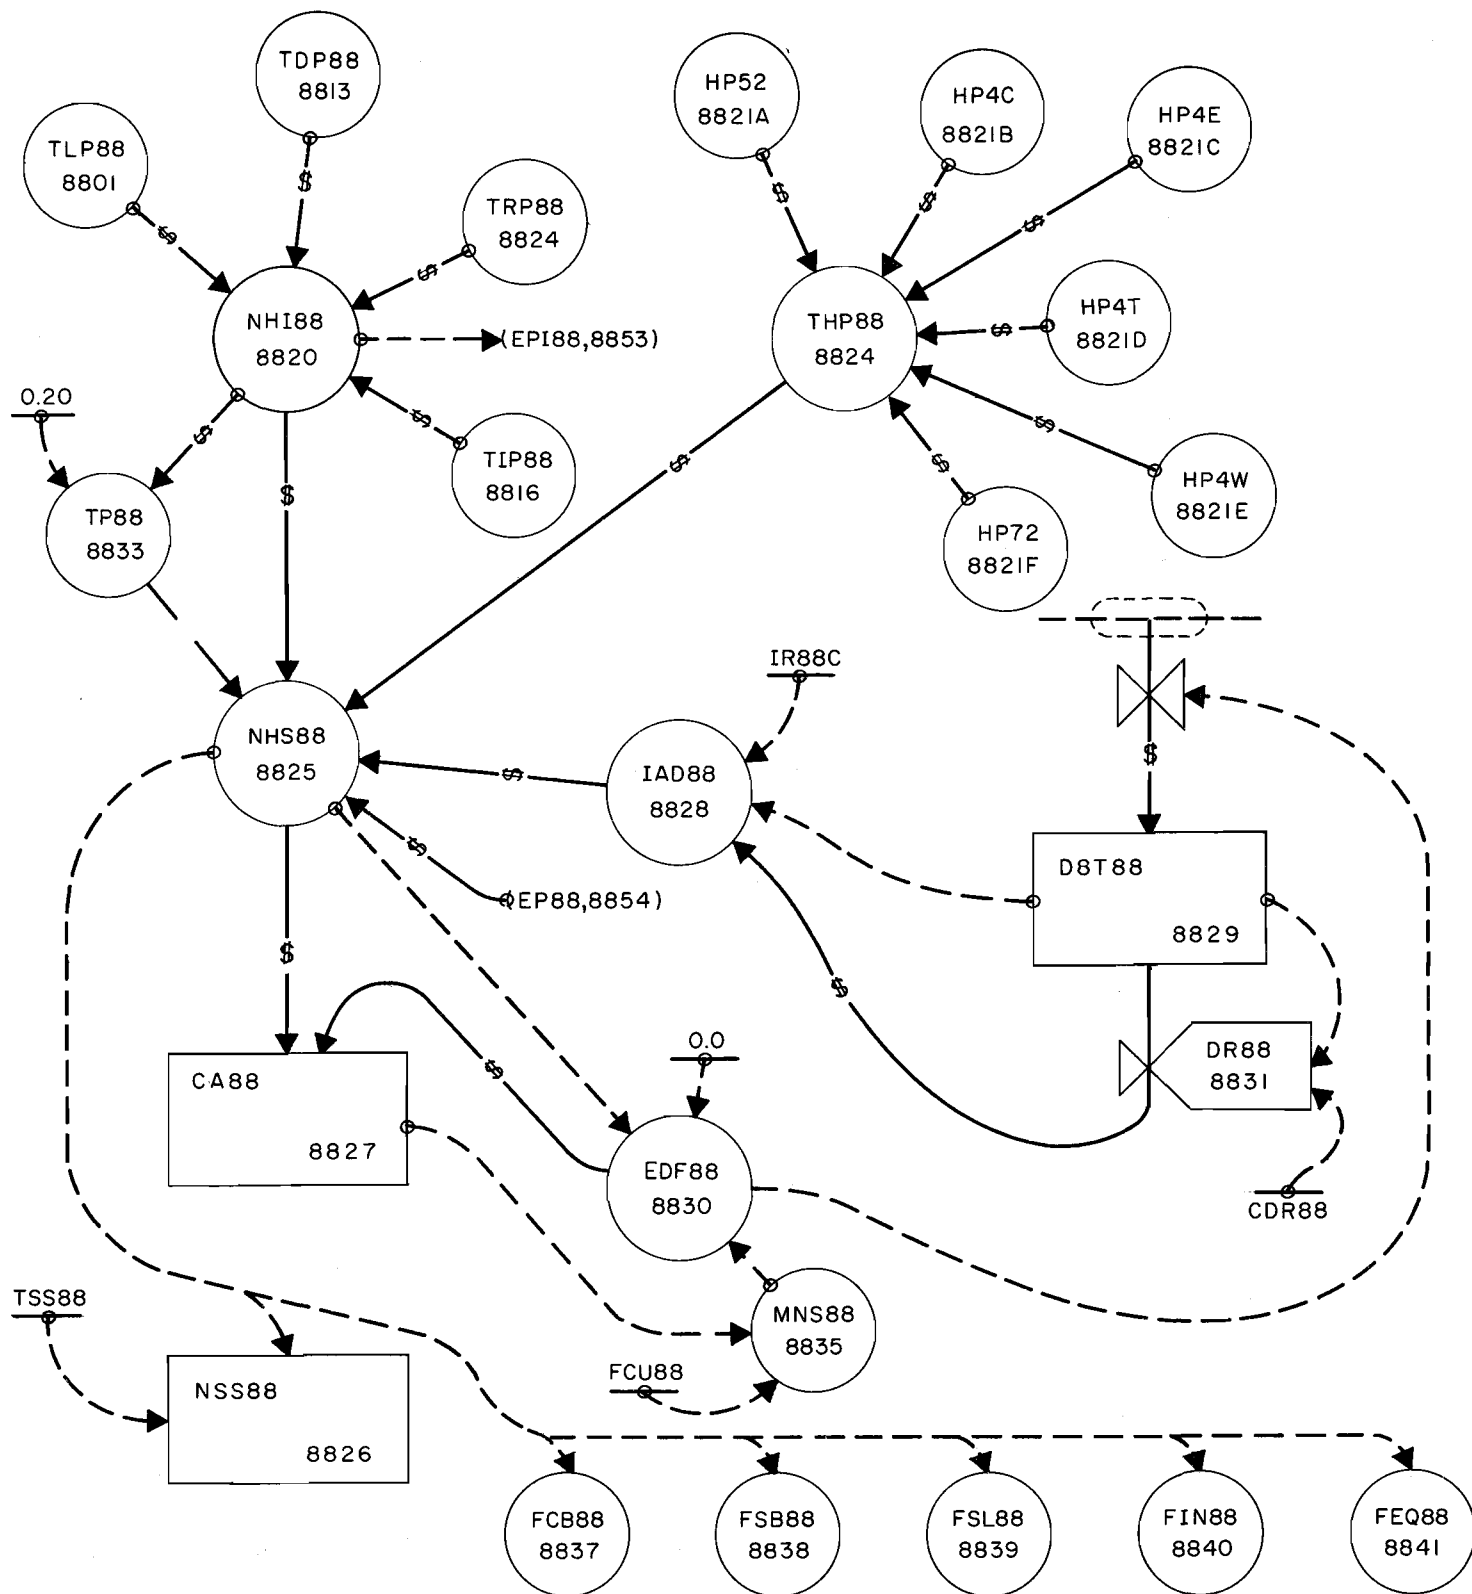 TDP88
8813
HP52
8821A
HP4C
8821B
HP4E
8821C
TLP88
8801
$
$
$
$
$
TRP88
8824
$
$
NHI88
8820
(EPI88,8853)
THP88
8824
$
HP4T
8821D
0.20
$
$
$
TIP88
8816
$
$
HP4W
8821E
$
TP88
8833
HP72
8821F
IR88C
NHS88
8825
$
IAD88
8828
$
$
(EP88,8854)
D8T88
8829
$
$
CA88
8827
$
0.0
DR88
8831
EDF88
8830
CDR88
TSS88
MNS88
8835
FCU88
NSS88
8826
FCB88
8837
FSB88
8838
FSL88
8839
FIN88
8840
FEQ88
8841